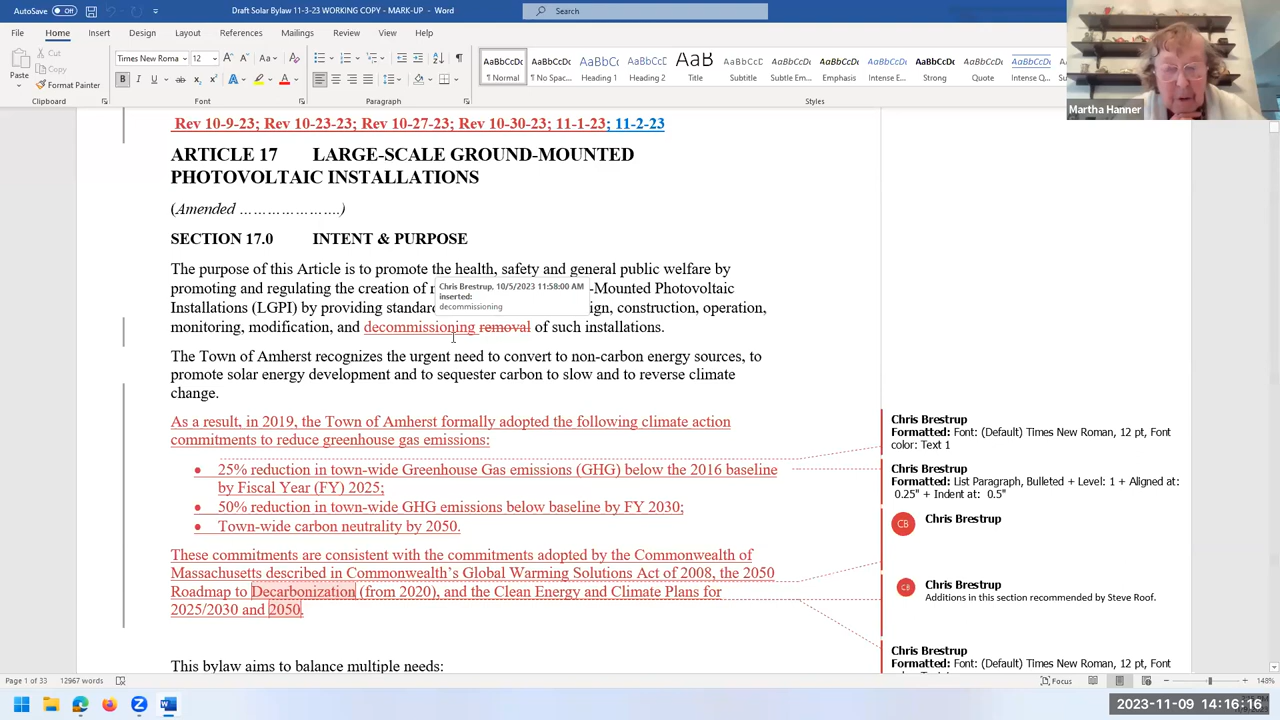 AutoSave Off Draft Solar Bylaw 11-3-23 WORKING COPY - MARK-UP - Word Search
File Home Insert Design Layout References Mailings Review View Help
Paste Cut Copy Format Painter Times New Roma 12 AaBbCcDc AaBbCcDc AaBbC AaBbCc AaB AaBbCcD AaBbCcDc AaBbCcDc AaBbCcDc AaBbCcDc AaBbCcDc AaBbCcDc
¶ Normal ¶ No Spac... Heading 1 Heading 2 Title Subtitle Subtle Em... Emphasis Intense E... Strong Quote Intense Q...
Clipboard Font Paragraph Styles
Martha Hanner
Rev 10-9-23; Rev 10-23-23; Rev 10-27-23; Rev 10-30-23; 11-1-23; 11-2-23
ARTICLE 17 LARGE-SCALE GROUND-MOUNTED
PHOTOVOLTAIC INSTALLATIONS
(Amended ………………….)
SECTION 17.0 INTENT & PURPOSE
The purpose of this Article is to promote the health, safety and general public welfare by
promoting and regulating the creation of -Mounted Photovoltaic
Installations (LGPI) by providing standar ign, construction, operation,
monitoring, modification, and decommissioning removal of such installations.
Chris Brestrup, 10/5/2023 11:58:00 AM
inserted:
decommissioning
The Town of Amherst recognizes the urgent need to convert to non-carbon energy sources, to
promote solar energy development and to sequester carbon to slow and to reverse climate
change.
As a result, in 2019, the Town of Amherst formally adopted the following climate action
commitments to reduce greenhouse gas emissions:
• 25% reduction in town-wide Greenhouse Gas emissions (GHG) below the 2016 baseline
by Fiscal Year (FY) 2025;
• 50% reduction in town-wide GHG emissions below baseline by FY 2030;
• Town-wide carbon neutrality by 2050.
These commitments are consistent with the commitments adopted by the Commonwealth of
Massachusetts described in Commonwealth's Global Warming Solutions Act of 2008, the 2050
Roadmap to Decarbonization (from 2020), and the Clean Energy and Climate Plans for
2025/2030 and 2050.
This bylaw aims to balance multiple needs:
Chris Brestrup
Formatted: Font: (Default) Times New Roman, 12 pt, Font
color: Text 1
Chris Brestrup
Formatted: List Paragraph, Bulleted + Level: 1 + Aligned at:
0.25" + Indent at: 0.5"
CB Chris Brestrup
CB Chris Brestrup
Additions in this section recommended by Steve Roof.
Chris Brestrup
Formatted: Font: (Default) Times New Roman, 12 pt, Font
Page 1 of 33 12967 words Focus 148%
2023-11-09 14:16:16